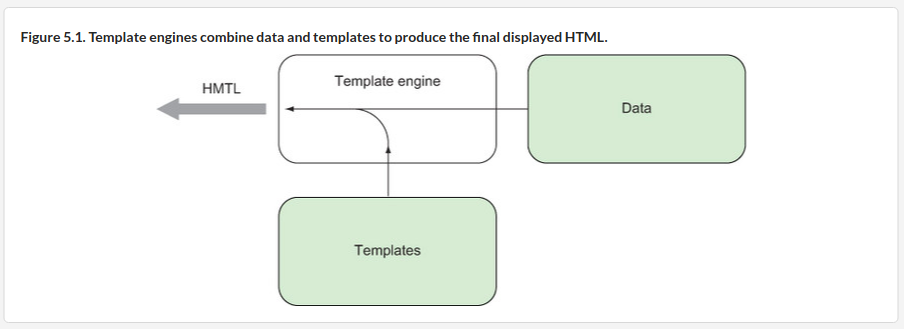 Figure 5.1. Template engines combine data and templates to produce the final displayed HTML.
HMTL
Template engine
Data
Templates